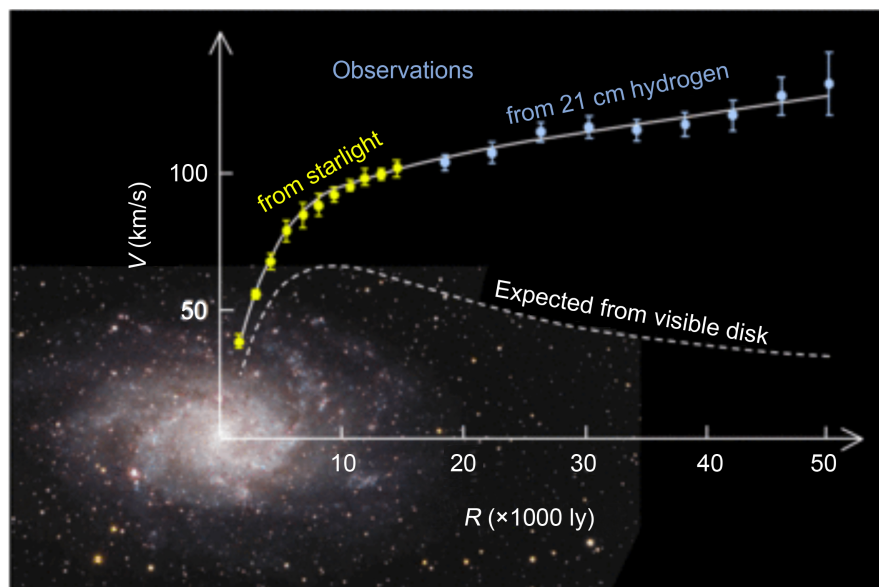 Observations
from 21 cm hydrogen
from starlight
100
V (km/s)
50
Expected from visible disk
10
20
30
40
50
R (×1000 ly)